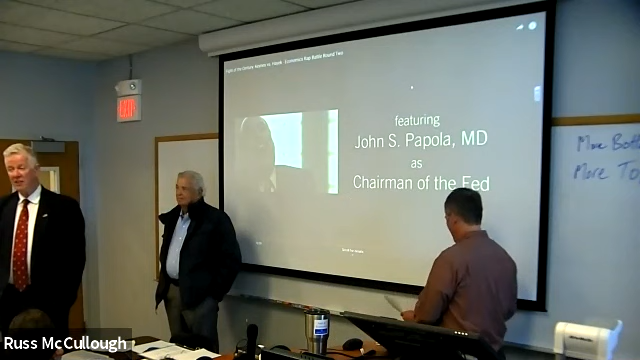 EXIT
Fight of the Century: Keynes vs. Hayek - Economics Rap Battle Round Two
featuring
John S. Papola, MD
as
Chairman of the Fed
More
More To
Russ McCullough